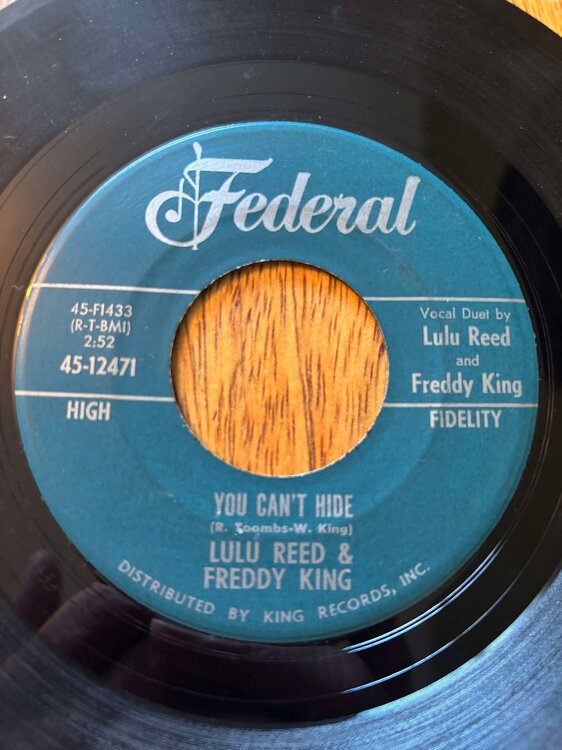 Federal
45-F1433
(R-T-BMI)
2:52
45-12471
HIGH
Vocal Duet by
Lulu Reed
and
Freddy King
FIDELITY
YOU CAN'T HIDE
(R. Toombs-W. King)
LULU REED &
FREDDY KING
DISTRIBUTED BY KING RECORDS, INC.